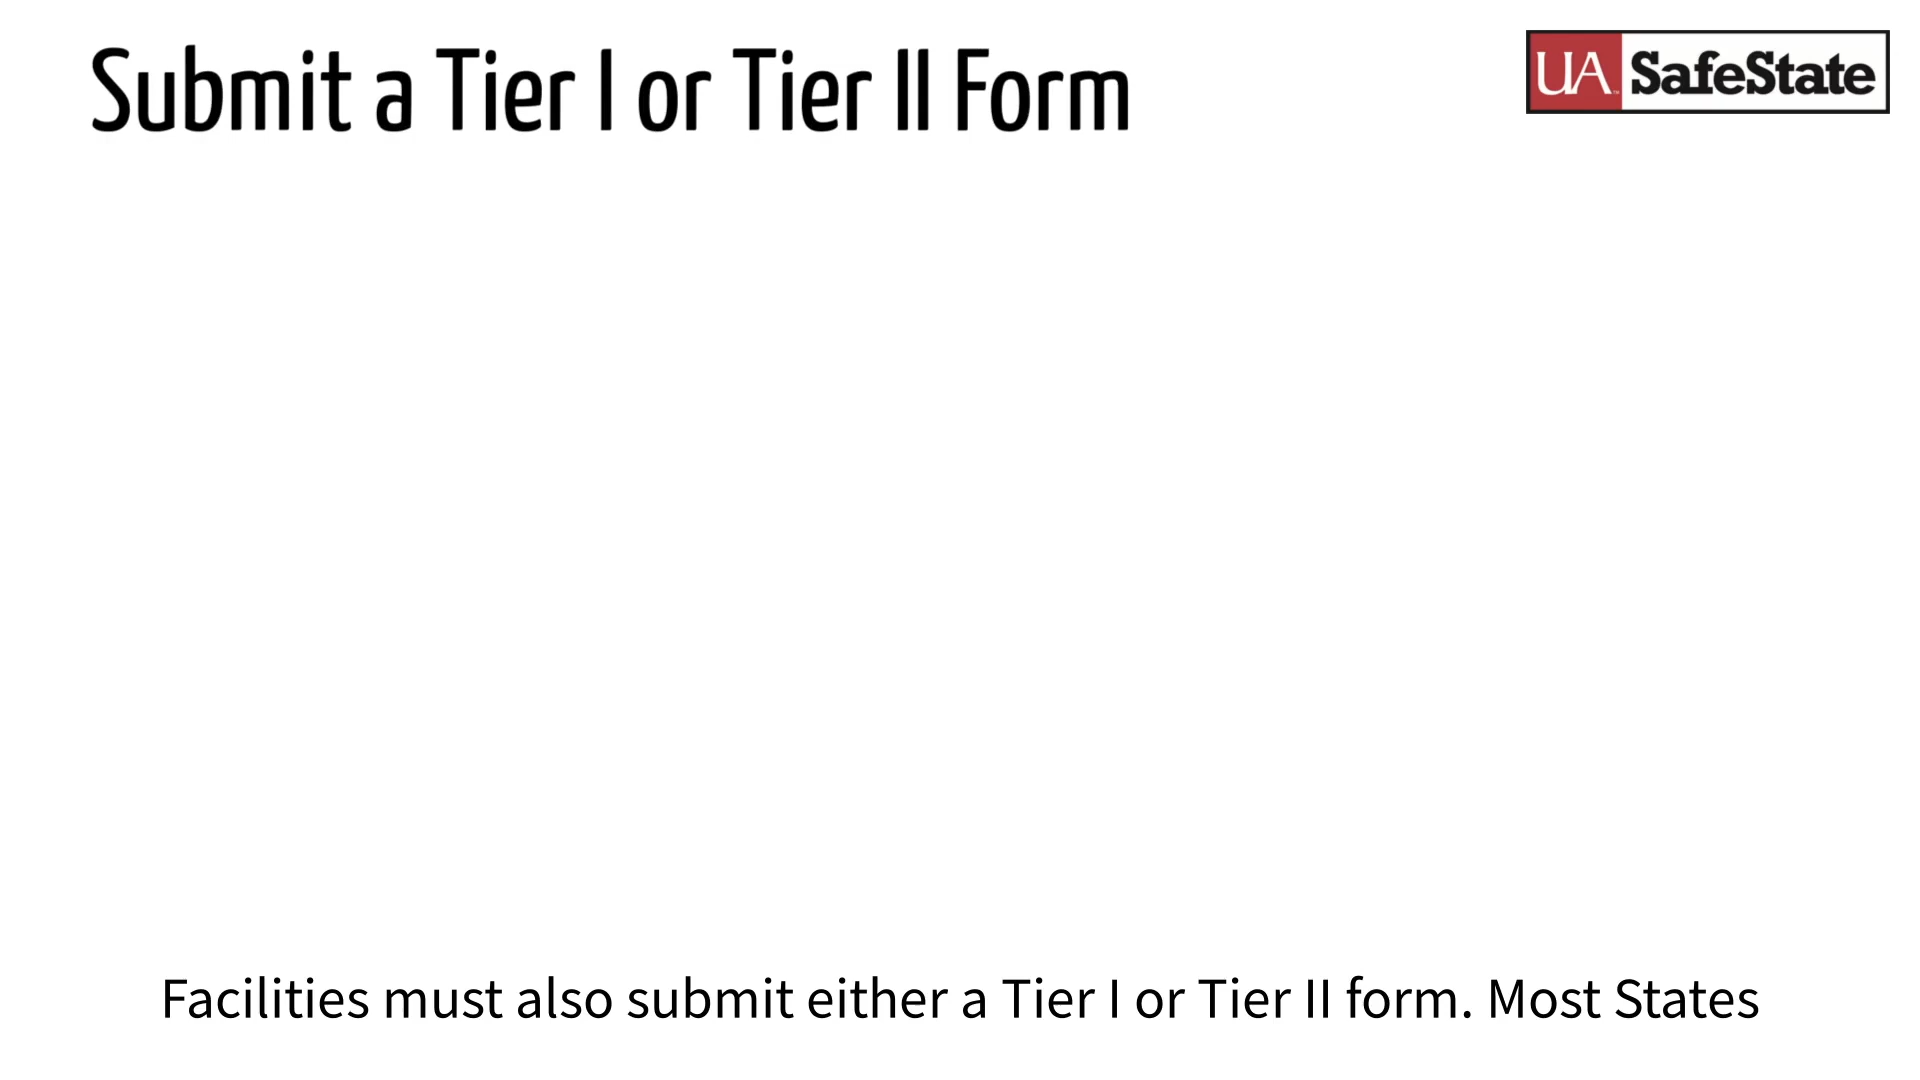 Submit a Tier I or Tier II Form
UA SafeState
Facilities must also submit either a Tier I or Tier II form. Most States